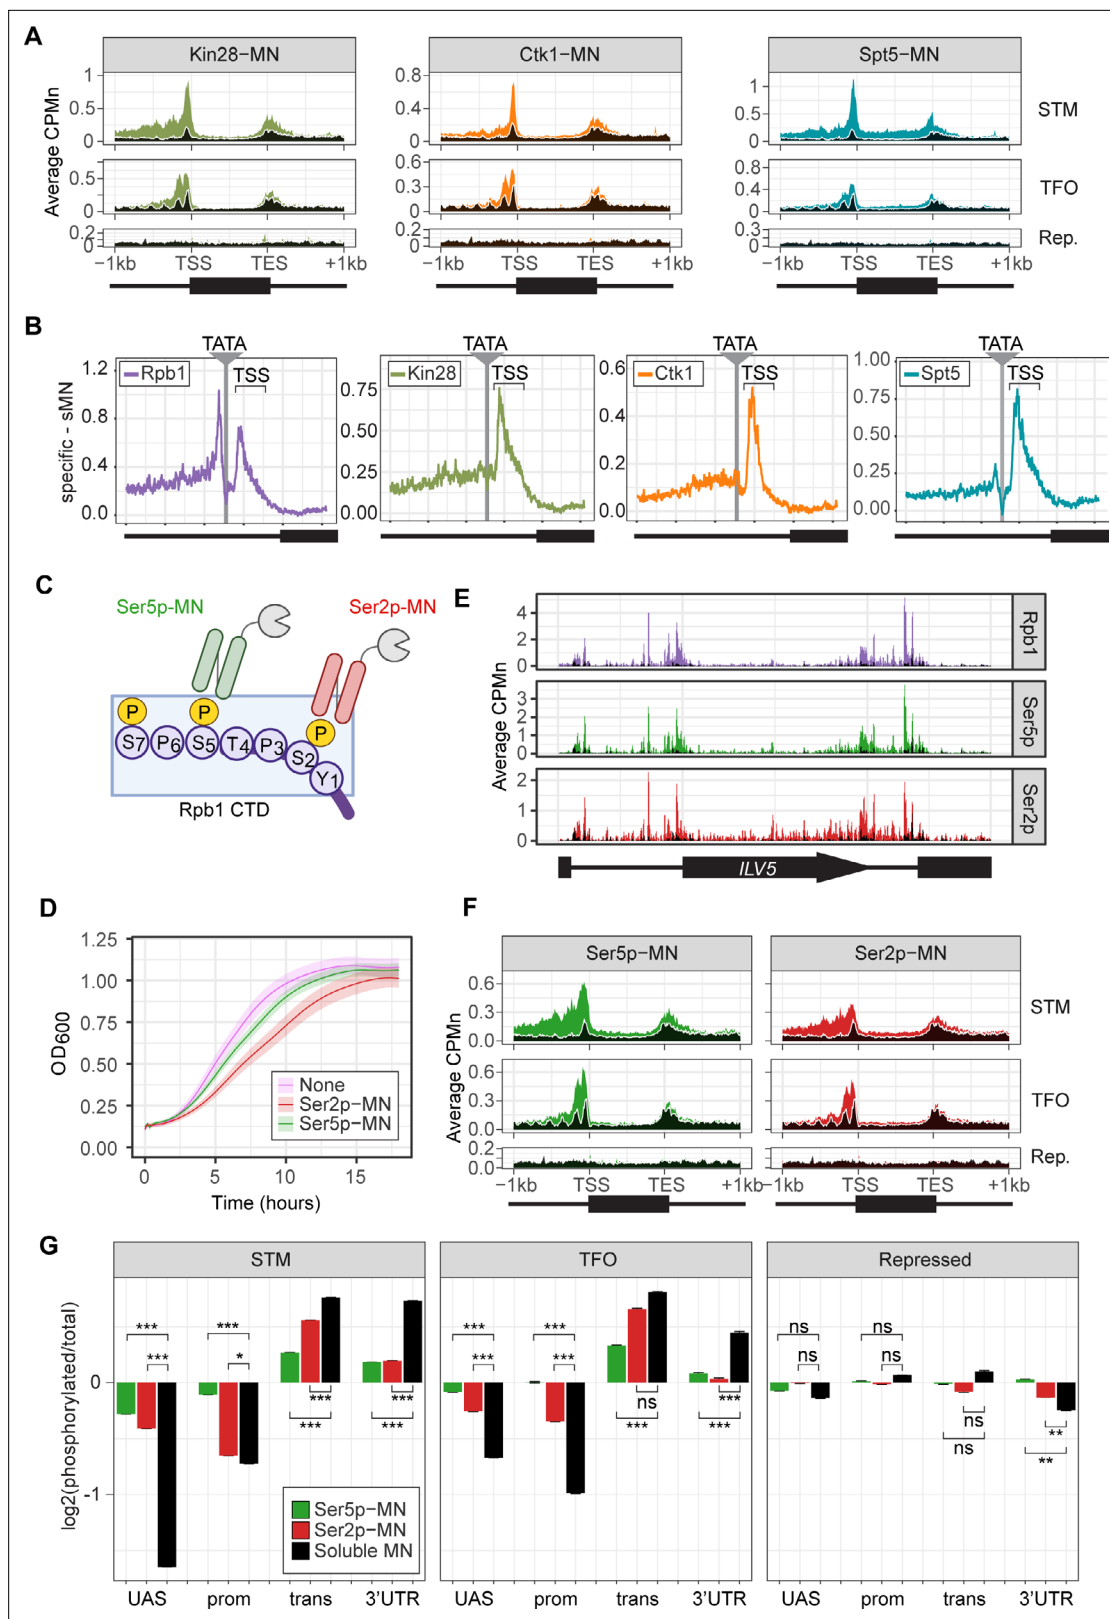 A
Kin28−MN
Ctk1−MN
Spt5−MN
Average CPMn
1
0.5
0
0.5
0
0.2
0
0.8
0.4
0
0.6
0.3
0
0.2
0
1
0.5
0
0.8
0.4
0
0.3
0
STM
TFO
Rep.
−1kb TSS TES +1kb
−1kb TSS TES +1kb
−1kb TSS TES +1kb
B
specific - sMN
TATA
Rpb1
TSS
1.2
0.8
0.4
0.0
TATA
Kin28
TSS
0.75
0.50
0.25
0.00
TATA
Ctk1
TSS
0.6
0.4
0.2
0.0
TATA
Spt5
TSS
1.00
0.75
0.50
0.25
0.00
C
Ser5p-MN
Ser2p-MN
P P P
S7 P6 S5 T4 P3 S2 Y1
Rpb1 CTD
E
Average CPMn
4
2
0
Rpb1
3
2
1
0
Ser5p
2
1
0
Ser2p
ILV5
D
OD600
1.25
1.00
0.75
0.50
0.25
0.00
None
Ser2p−MN
Ser5p−MN
0 5 10 15
Time (hours)
F
Ser5p−MN
Ser2p−MN
Average CPMn
0.6
0.3
0.0
0.6
0.3
0.0
0.2
0.0
STM
TFO
Rep.
−1kb TSS TES +1kb
−1kb TSS TES +1kb
G
STM
TFO
Repressed
log2(phosphorylated/total)
0
-1
*** *** *** * *** *** *** ***
*** *** *** *** ns *** *** ***
ns ns ns ns ns ns ** **
Ser5p−MN
Ser2p−MN
Soluble MN
UAS prom trans 3'UTR
UAS prom trans 3'UTR
UAS prom trans 3'UTR